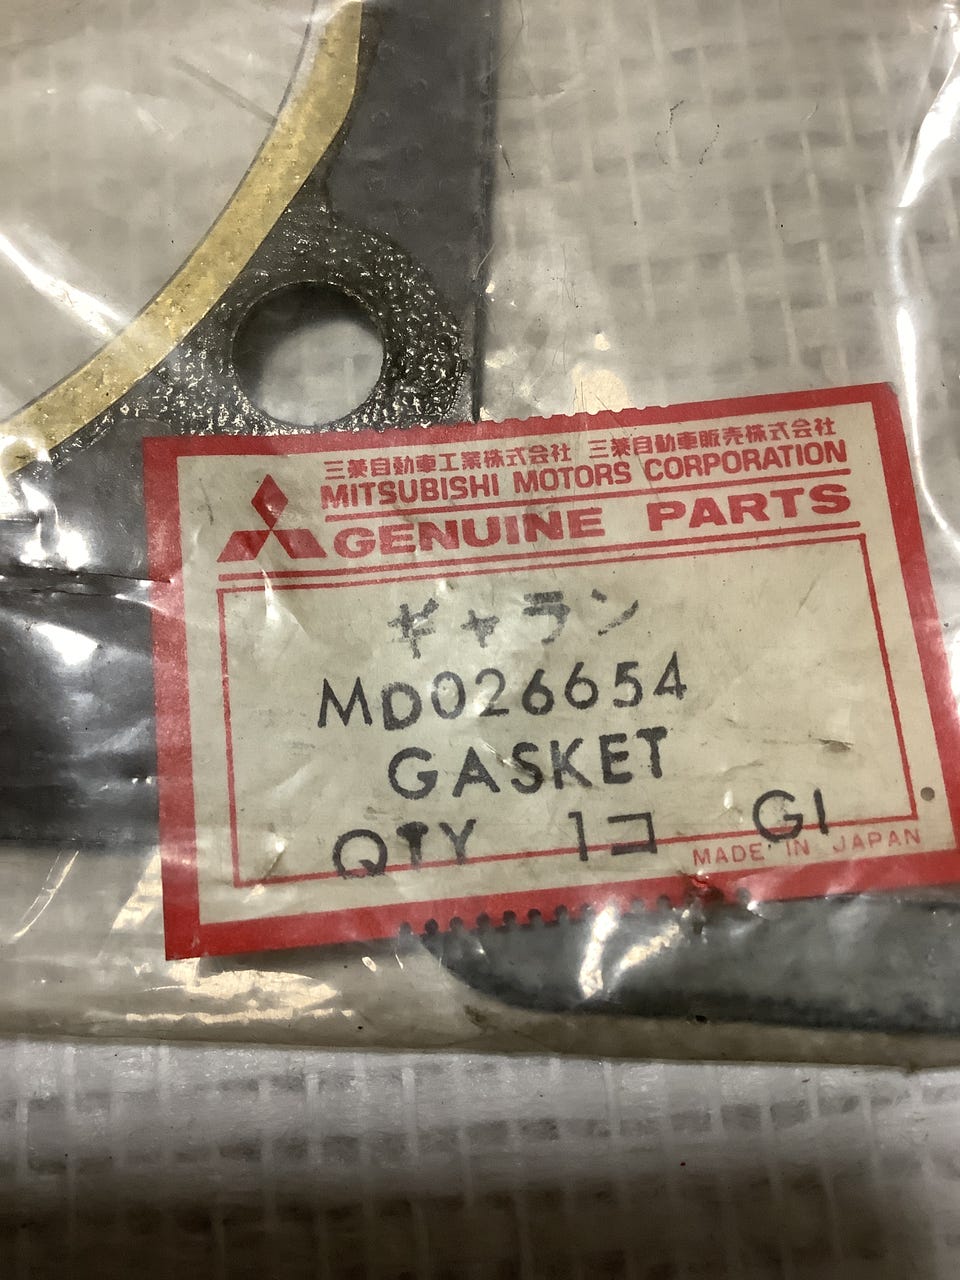 三菱自動車工業株式会社 三菱自動車販売株式会社
MITSUBISHI MOTORS CORPORATION
GENUINE PARTS
ギャラン
MD026654
GASKET
QTY 1コ G1
MADE IN JAPAN